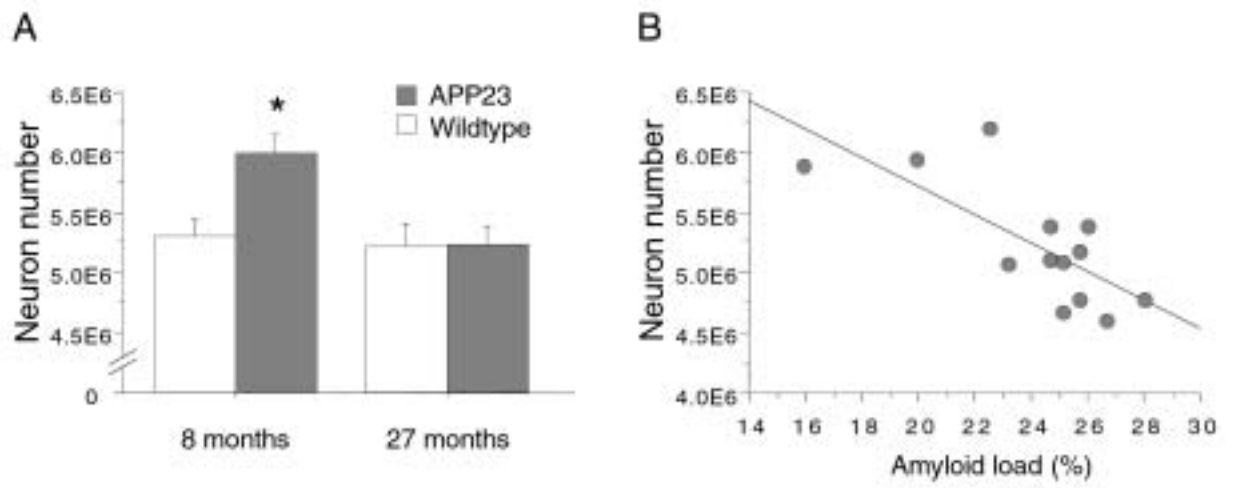 A
Neuron number
6.5E6
6.0E6
5.5E6
5.0E6
4.5E6
0
*
APP23
Wildtype
8 months
27 months
B
Neuron number
6.5E6
6.0E6
5.5E6
5.0E6
4.5E6
4.0E6
14 16 18 20 22 24 26 28 30
Amyloid load (%)